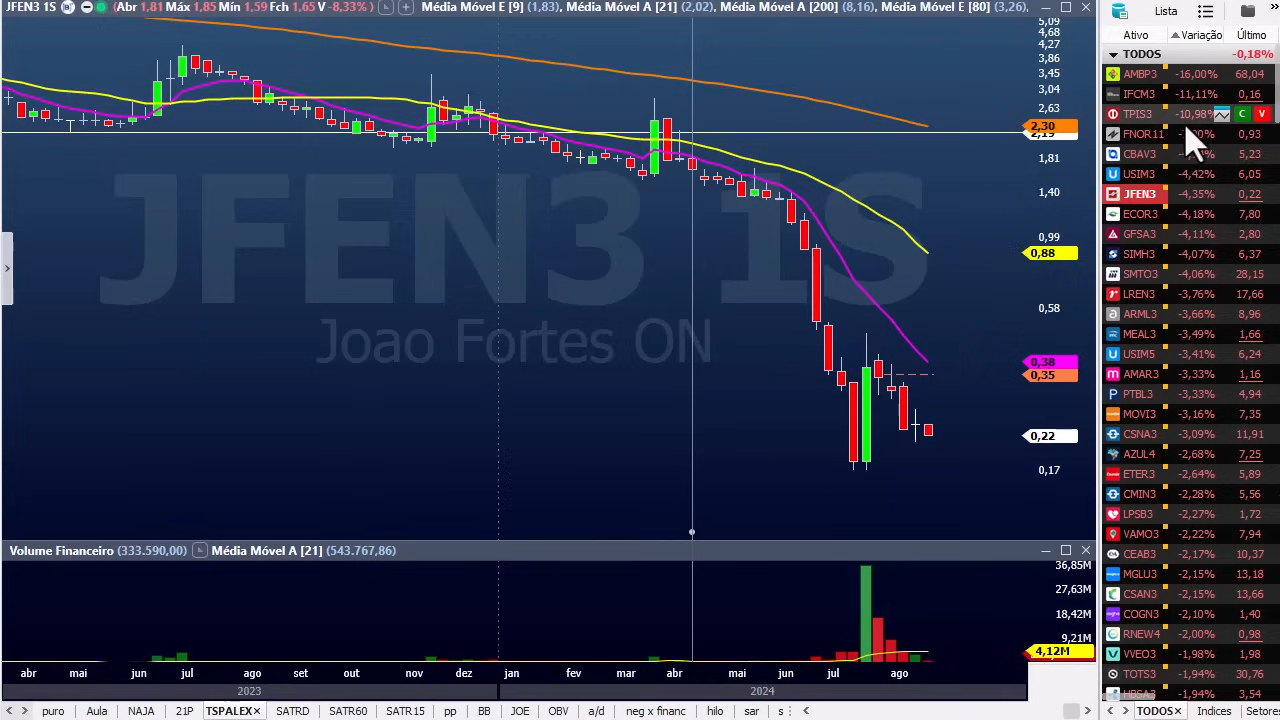 JFEN3 1S (Abr 1,81 Max 1,85 Min 1,59 Fch 1,65 V -8,33% ) Média Móvel E [9] (1,83), Média Móvel A [21] (2,02), Média Móvel A [200] (8,16), Média Móvel E [80] (3,26),
5,09
4,68
4,27
3,86
3,45
3,04
2,63
2,30
1,81
1,40
0,99
0,88
0,58
0,38
0,35
0,22
0,17
JFEN3 1S
Joao Fortes ON
Volume Financeiro (333.590,00) Média Móvel A [21] (543.767,86)
36,85M
27,63M
18,42M
9,21M
4,12M
abr mai jun jul ago set out dez jan fev mar abr mai jun jul ago
2023 2024
puro Aula NAJA 21P TSPALEX× SATRD SATR60 SATE pp BB JOE OBV a/d neg x financ hilo sar s
Lista
Ativo Variação Último
TODOS -0,18%
AMBP3 -16,00% 68,04
IFCM3 -11,11% 0,16
TPIS3 -10,98% C V
FNOR11 0,93
CBAV3 5,23
USIM3 -4,42% 6,05
JFEN3 -4,35% 0,22
ECOR3 -4,18% 7,80
GFSA3 -4,11% 2,80
SIMH3 -4,07% 6,37
SMTO3 -4,06% 28,15
LREN3 -3,76% 17,66
ARML3 -3,66% 8,96
MEAL3 -3,49% 1,66
USIM5 -3,41% 6,24
AMAR3 -3,33% 1,16
PTBL3 -3,33% 4,94
MOVI3 -3,16% 7,35
CSNA3 -3,09% 11,91
AZUL4 -2,68% 7,25
ETER3 -2,64% 5,89
CMIN3 -2,28% 5,56
LPSB3 -2,27% 1,72
VAMO3 -2,22% 7,94
CEAB3 -2,17% 10,37
MGLU3 -2,15% 13,18
CSAN3 -2,15% 13,66
COGN3 -2,10% 1,40
RNEW4 -2,00% 0,98
VVEO3 -1,98% 1,98
TOTS3 -1,94% 30,76
HBSA3 -1,94% 3,54
TODOS× Indices Setores